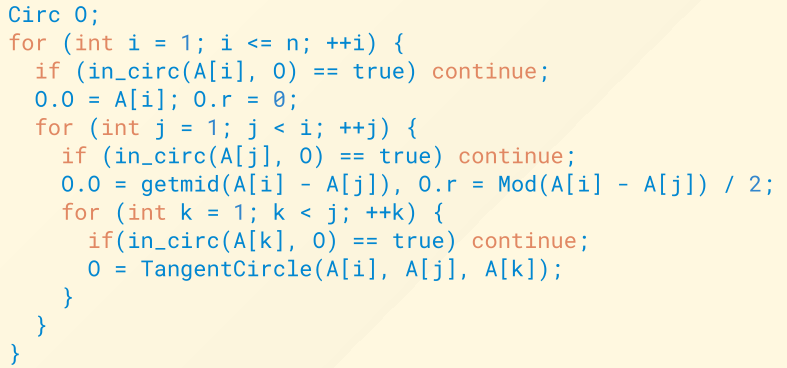 Circ O;
for (int i = 1; i <= n; ++i) {
  if (in_circ(A[i], O) == true) continue;
  O.O = A[i]; O.r = 0;
  for (int j = 1; j < i; ++j) {
    if (in_circ(A[j], O) == true) continue;
    O.O = getmid(A[i] - A[j]), O.r = Mod(A[i] - A[j]) / 2;
    for (int k = 1; k < j; ++k) {
      if(in_circ(A[k], O) == true) continue;
      O = TangentCircle(A[i], A[j], A[k]);
    }
  }
}